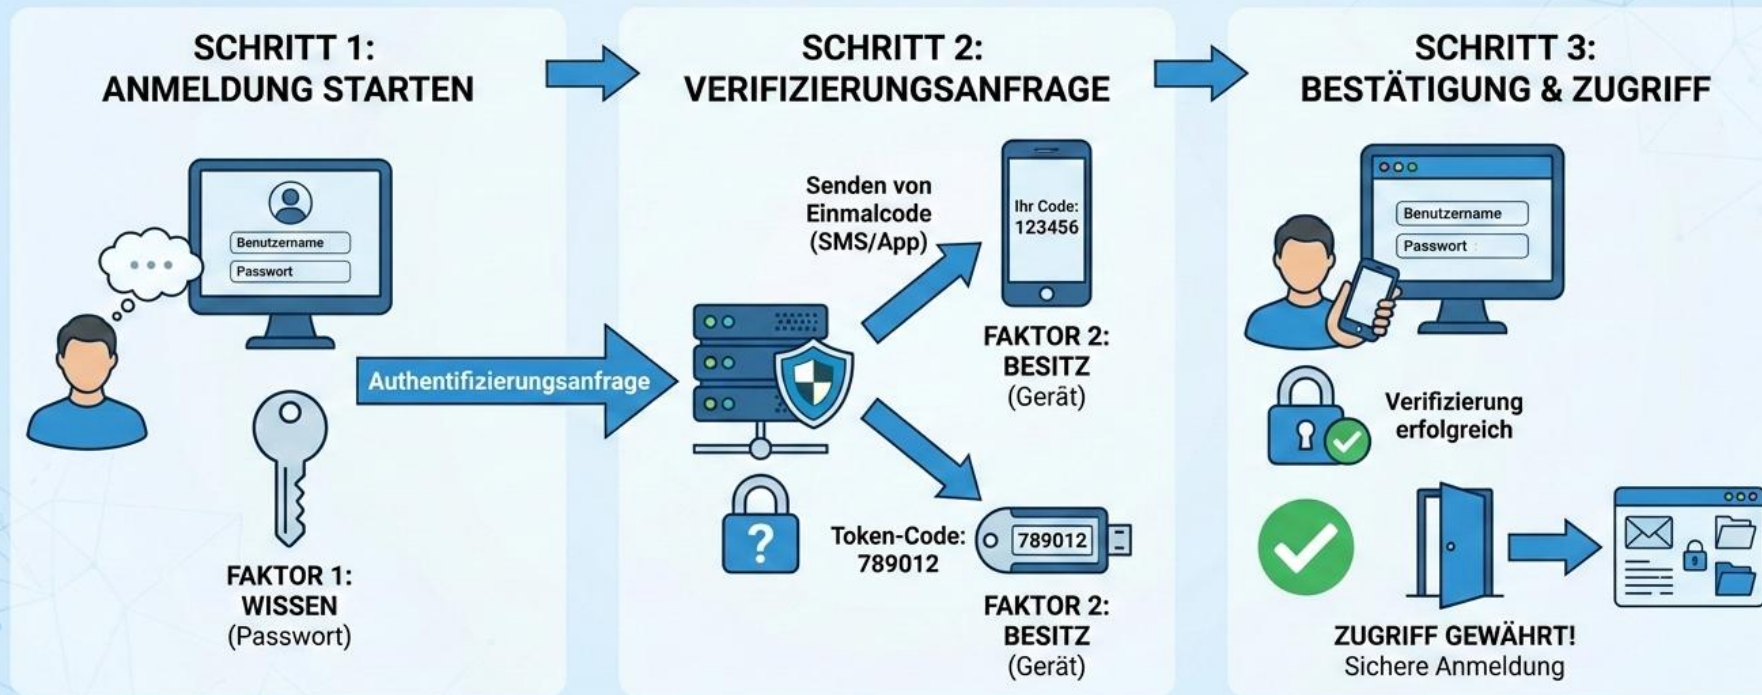 SCHRITT 1:
ANMELDUNG STARTEN
Benutzername
Passwort
FAKTOR 1:
WISSEN
(Passwort)
Authentifizierungsanfrage
SCHRITT 2:
VERIFIZIERUNGSANFRAGE
Senden von
Einmalcode
(SMS/App)
Ihr Code:
123456
FAKTOR 2:
BESITZ
(Gerät)
?
Token-Code:
789012
789012
FAKTOR 2:
BESITZ
(Gerät)
SCHRITT 3:
BESTÄTIGUNG & ZUGRIFF
Benutzername
Passwort
Verifizierung
erfolgreich
ZUGRIFF GEWÄHRT!
Sichere Anmeldung